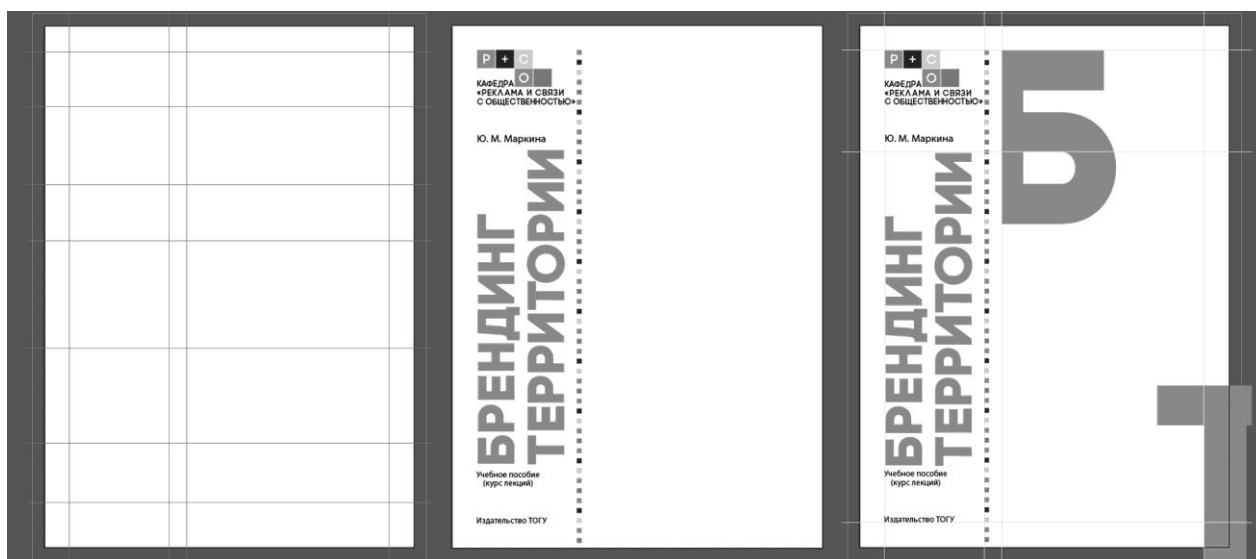 Р + С
О
КАФЕДРА
«РЕКЛАМА И СВЯЗИ
С ОБЩЕСТВЕННОСТЬЮ»
Ю. М. Маркина
БРЕНДИНГ
ТЕРРИТОРИИ
Учебное пособие
(курс лекций)
Издательство ТОГУ
Р + С
О
КАФЕДРА
«РЕКЛАМА И СВЯЗИ
С ОБЩЕСТВЕННОСТЬЮ»
Ю. М. Маркина
БРЕНДИНГ
ТЕРРИТОРИИ
Учебное пособие
(курс лекций)
Издательство ТОГУ
Б
Т